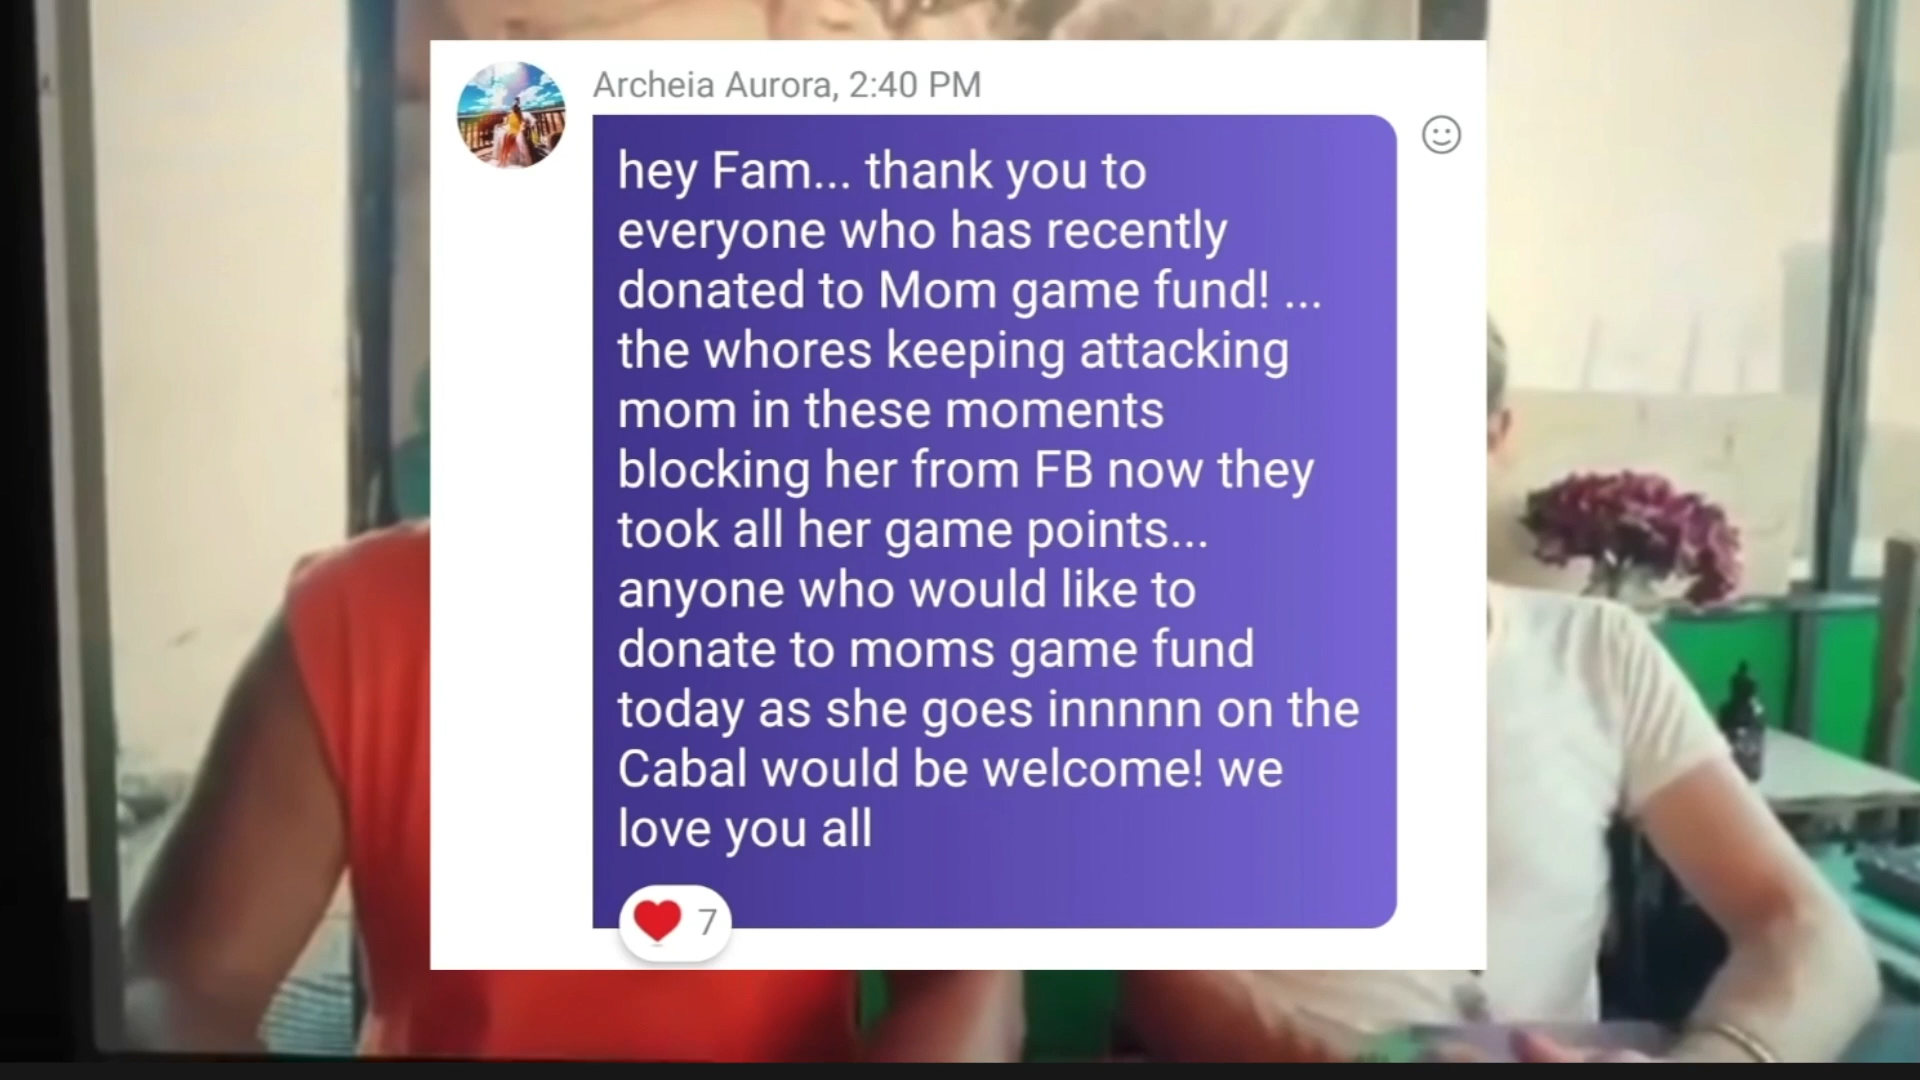 Archeia Aurora, 2:40 PM
hey Fam... thank you to
everyone who has recently
donated to Mom game fund! ...
the whores keeping attacking
mom in these moments
blocking her from FB now they
took all her game points...
anyone who would like to
donate to moms game fund
today as she goes innnnn on the
Cabal would be welcome! we
love you all
7